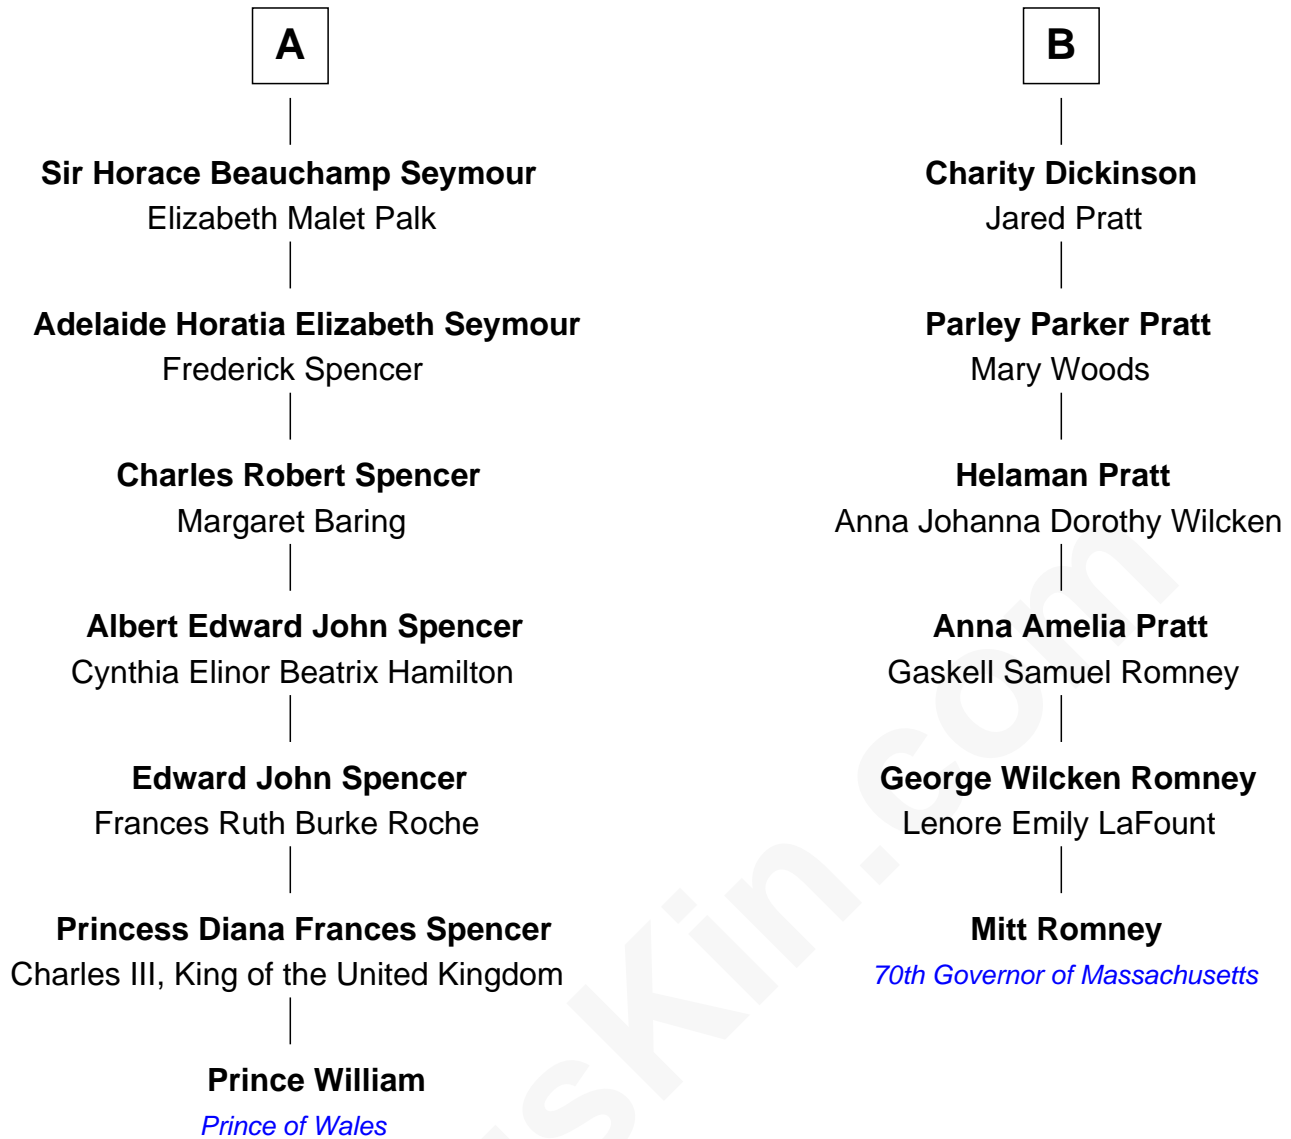 A
Sir Horace Beauchamp Seymour
Elizabeth Malet Palk
Adelaide Horatia Elizabeth Seymour
Frederick Spencer
Charles Robert Spencer
Margaret Baring
Albert Edward John Spencer
Cynthia Elinor Beatrix Hamilton
Edward John Spencer
Frances Ruth Burke Roche
Princess Diana Frances Spencer
Charles III, King of the United Kingdom
Prince William
Prince of Wales
B
Charity Dickinson
Jared Pratt
Parley Parker Pratt
Mary Woods
Helaman Pratt
Anna Johanna Dorothy Wilcken
Anna Amelia Pratt
Gaskell Samuel Romney
George Wilcken Romney
Lenore Emily LaFount
Mitt Romney
70th Governor of Massachusetts